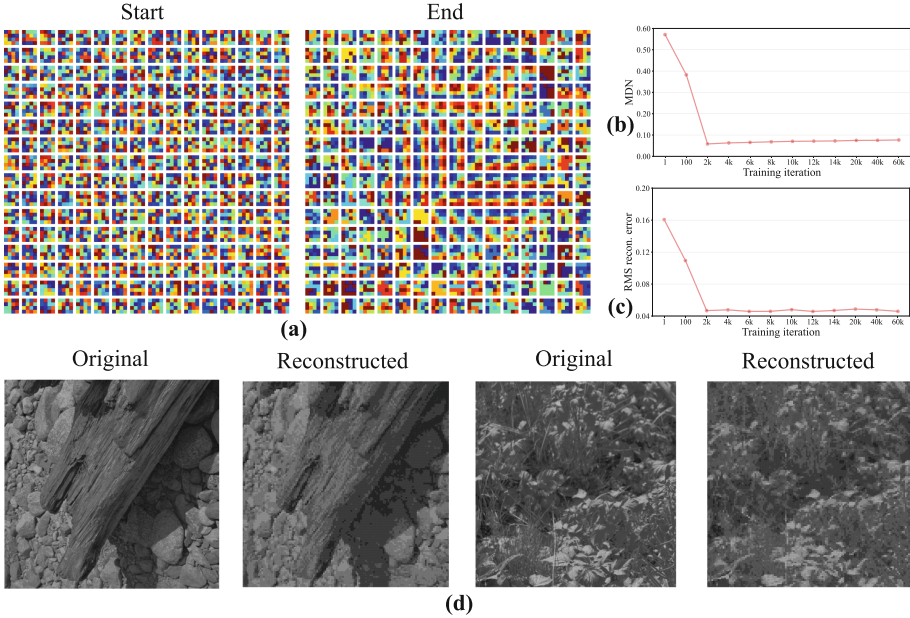 Start
End
(a)
0.60
0.50
0.40
0.30
0.20
0.10
0.00
MDN
(b)
1 100 2k 4k 6k 8k 10k 12k 14k 20k 40k 60k
Training iteration
0.20
0.16
0.12
0.08
0.04
RMS recon. error
(c)
1 100 2k 4k 6k 8k 10k 12k 14k 20k 40k 60k
Training iteration
Original
Reconstructed
Original
Reconstructed
(d)